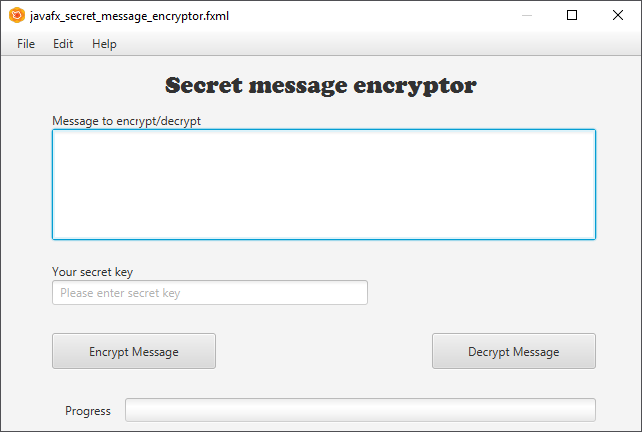 javafx_secret_message_encryptor.fxml
File Edit Help
Secret message encryptor
Message to encrypt/decrypt
Your secret key
Please enter secret key
Encrypt Message Decrypt Message
Progress